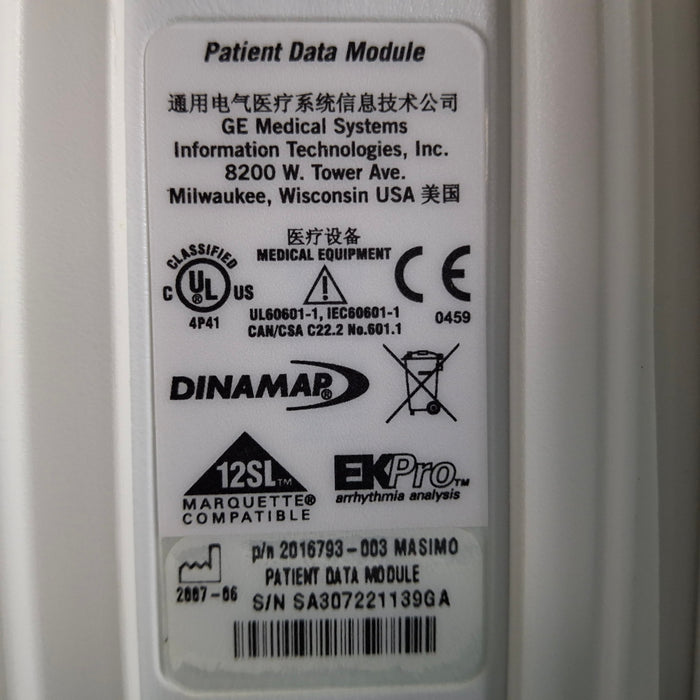 Patient Data Module
通用电气医疗系统信息技术公司
GE Medical Systems
Information Technologies, Inc.
8200 W. Tower Ave.
Milwaukee, Wisconsin USA 美国
医疗设备
MEDICAL EQUIPMENT
CLASSIFIED
C UL® US
4P41
UL60601-1, IEC60601-1
CAN/CSA C22.2 No.601.1
CE
0459
DINAMAP®
12SL™
MARQUETTE®
COMPATIBLE
EKPro™
arrhythmia analysis
p/n 2016793-003 MASIMO
PATIENT DATA MODULE
2007-06
S/N SA307221139GA